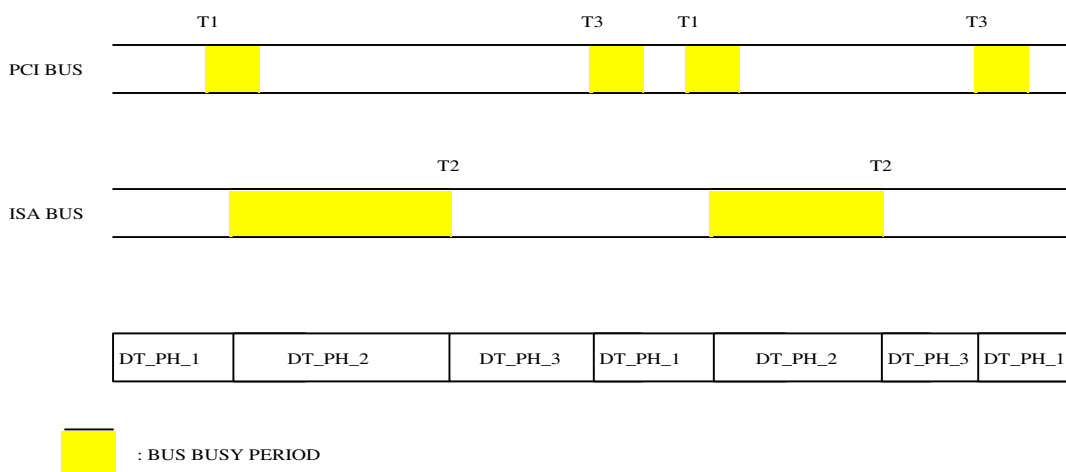 T1 T3 T1 T3
PCI BUS
T2 T2
ISA BUS
DT_PH_1 DT_PH_2 DT_PH_3 DT_PH_1 DT_PH_2 DT_PH_3 DT_PH_1
: BUS BUSY PERIOD